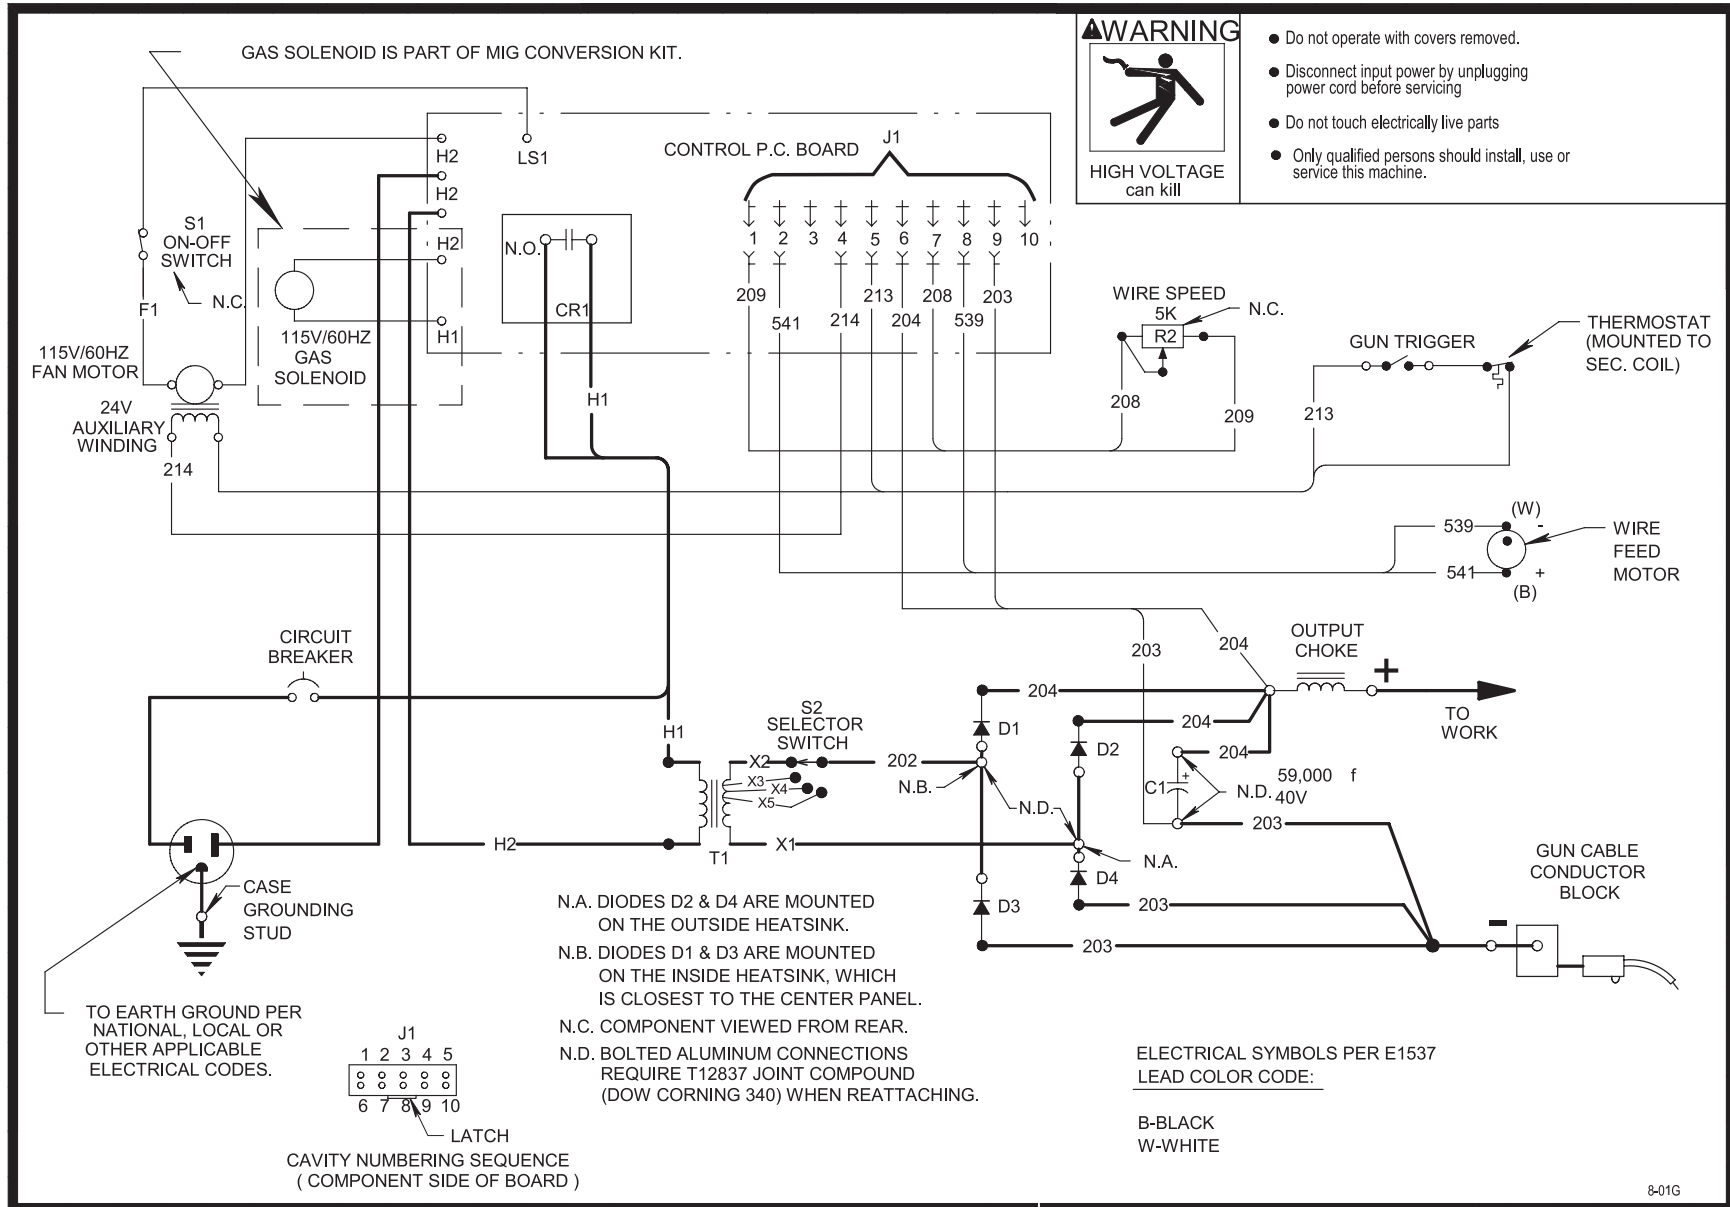 GAS SOLENOID IS PART OF MIG CONVERSION KIT.
WARNING
HIGH VOLTAGE
can kill
● Do not operate with covers removed.
● Disconnect input power by unplugging
power cord before servicing
● Do not touch electrically live parts
● Only qualified persons should install, use or
service this machine.
H2
H2
H2
H1
LS1
CONTROL P.C. BOARD
J1
1 2 3 4 5 6 7 8 9 10
209
541
214
213
204
208
539
203
N.O.
CR1
H1
S1
ON-OFF
SWITCH
N.C.
F1
115V/60HZ
GAS
SOLENOID
115V/60HZ
FAN MOTOR
24V
AUXILIARY
WINDING
214
WIRE SPEED
5K
R2
N.C.
208
209
GUN TRIGGER
THERMOSTAT
(MOUNTED TO
SEC. COIL)
213
539
541
(W)
-
+
(B)
WIRE
FEED
MOTOR
CIRCUIT
BREAKER
H1
H2
T1
X2
X3
X4
X5
X1
S2
SELECTOR
SWITCH
202
N.B.
N.D.
N.A.
D1
D2
D3
D4
204
204
204
204
203
203
203
203
C1
+
N.D.
59,000 f
40V
OUTPUT
CHOKE
+
TO
WORK
GUN CABLE
CONDUCTOR
BLOCK
-
CASE
GROUNDING
STUD
TO EARTH GROUND PER
NATIONAL, LOCAL OR
OTHER APPLICABLE
ELECTRICAL CODES.
J1
1 2 3 4 5
6 7 8 9 10
LATCH
CAVITY NUMBERING SEQUENCE
( COMPONENT SIDE OF BOARD )
N.A. DIODES D2 & D4 ARE MOUNTED
ON THE OUTSIDE HEATSINK.
N.B. DIODES D1 & D3 ARE MOUNTED
ON THE INSIDE HEATSINK, WHICH
IS CLOSEST TO THE CENTER PANEL.
N.C. COMPONENT VIEWED FROM REAR.
N.D. BOLTED ALUMINUM CONNECTIONS
REQUIRE T12837 JOINT COMPOUND
(DOW CORNING 340) WHEN REATTACHING.
ELECTRICAL SYMBOLS PER E1537
LEAD COLOR CODE:
B-BLACK
W-WHITE
8-01G